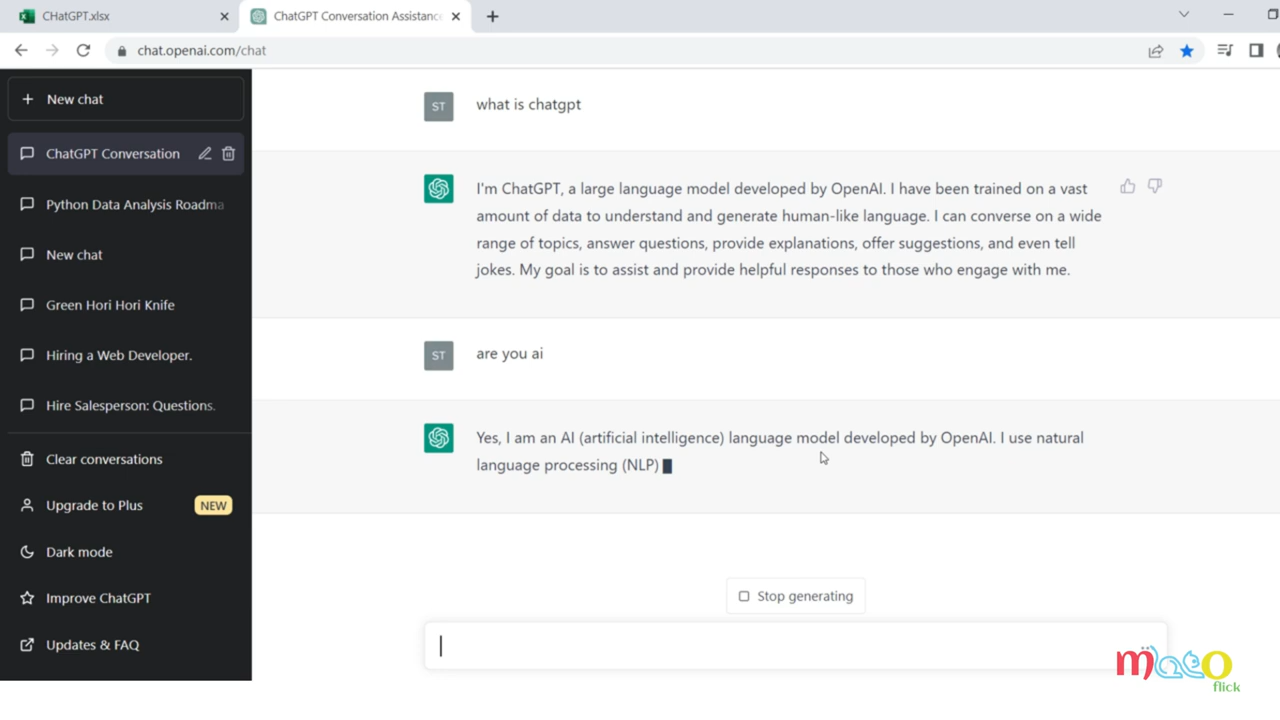 CHatGPT.xlsx
ChatGPT Conversation Assistance
chat.openai.com/chat
New chat
ChatGPT Conversation
Python Data Analysis Roadma
New chat
Green Hori Hori Knife
Hiring a Web Developer.
Hire Salesperson: Questions.
Clear conversations
Upgrade to Plus NEW
Dark mode
Improve ChatGPT
Updates & FAQ
ST what is chatgpt
I'm ChatGPT, a large language model developed by OpenAI. I have been trained on a vast
amount of data to understand and generate human-like language. I can converse on a wide
range of topics, answer questions, provide explanations, offer suggestions, and even tell
jokes. My goal is to assist and provide helpful responses to those who engage with me.
ST are you ai
Yes, I am an AI (artificial intelligence) language model developed by OpenAI. I use natural
language processing (NLP)
Stop generating
flick